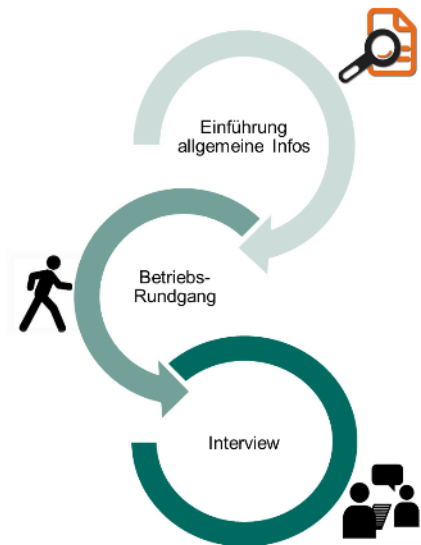 Einführung
allgemeine Infos
Betriebs-
Rundgang
Interview